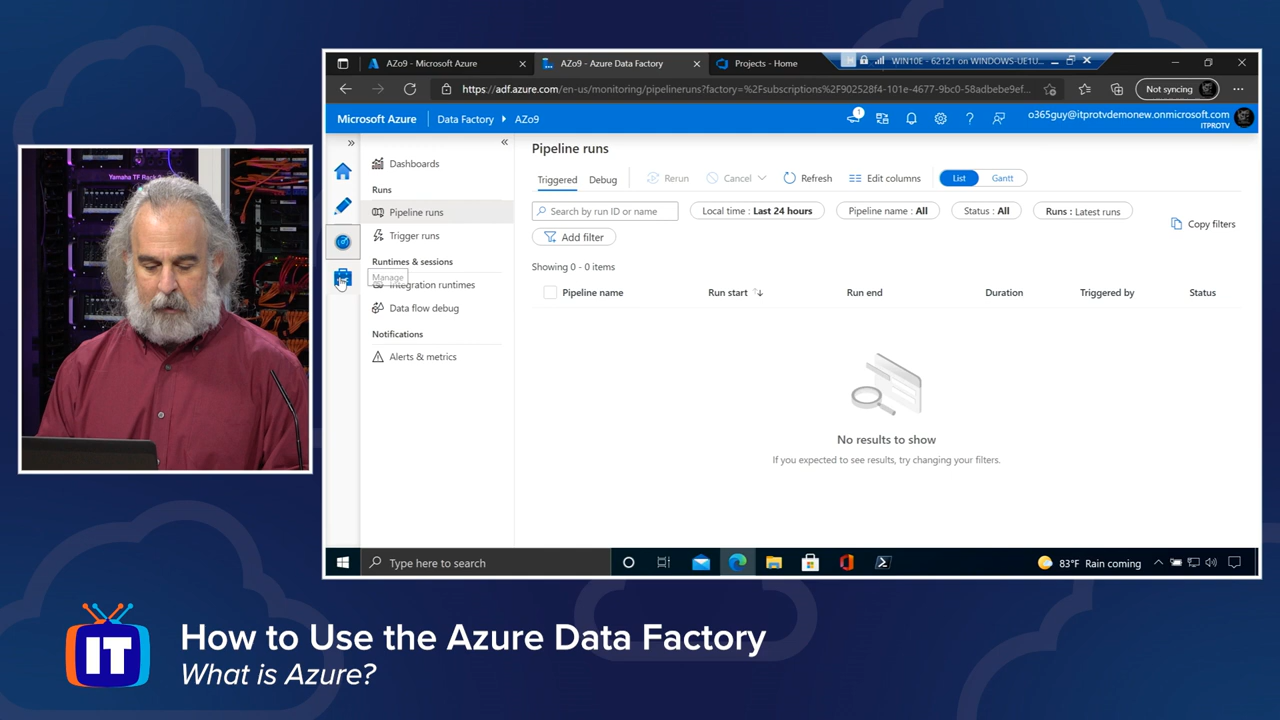 AZo9 - Microsoft Azure
AZo9 - Azure Data Factory
Projects - Home
WIN10E - 62121 on WINDOWS-UE1U...
https://adf.azure.com/en-us/monitoring/pipelineruns?factory=%2Fsubscriptions%2F902528f4-101e-4677-9bc0-58adbebe9ef...
Not syncing
Microsoft Azure
Data Factory
AZo9
1
o365guy@itprotvdemonew.onmicrosoft.com
ITPROTV
Dashboards
Runs
Pipeline runs
Trigger runs
Runtimes & sessions
Manage
Integration runtimes
Data flow debug
Notifications
Alerts & metrics
Pipeline runs
Triggered
Debug
Rerun
Cancel
Refresh
Edit columns
List
Gantt
Search by run ID or name
Local time : Last 24 hours
Pipeline name : All
Status : All
Runs : Latest runs
Copy filters
Add filter
Showing 0 - 0 items
Pipeline name
Run start
Run end
Duration
Triggered by
Status
No results to show
If you expected to see results, try changing your filters.
Type here to search
83°F Rain coming
Yamaha TF Rack
IT
How to Use the Azure Data Factory
What is Azure?